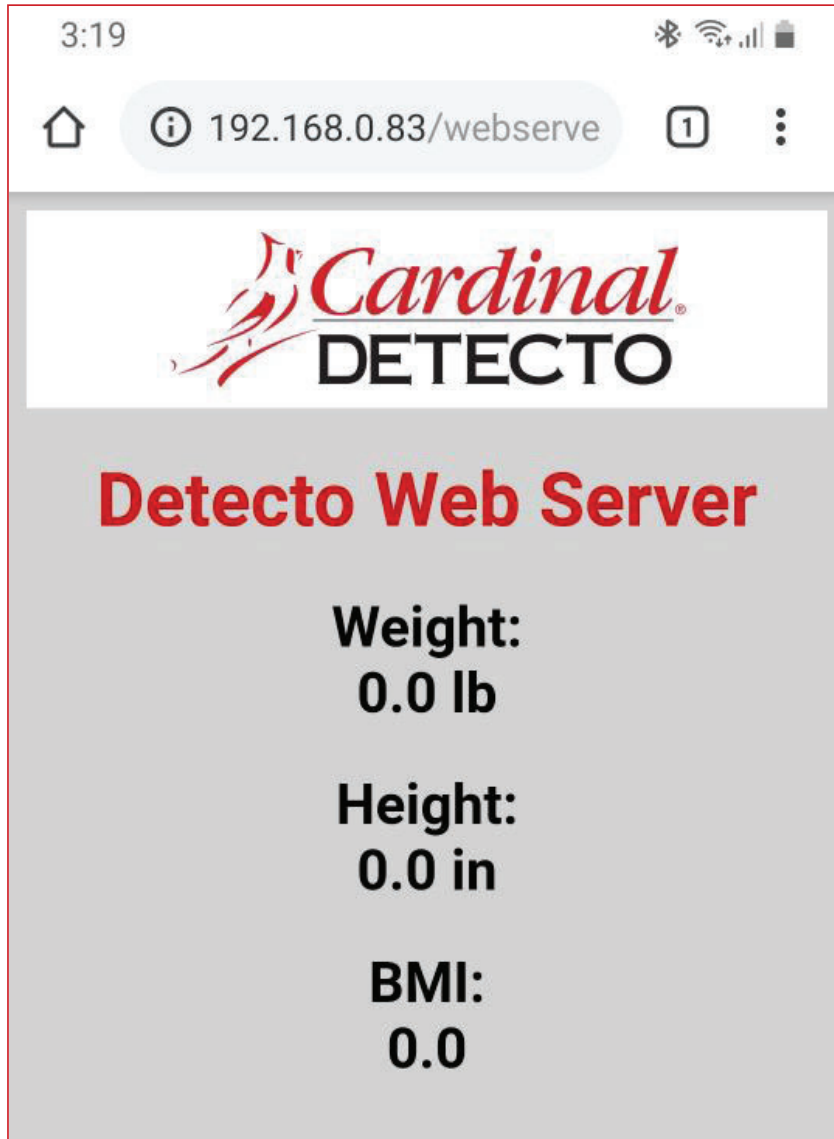 3:19
192.168.0.83/webserve
1
Cardinal®
DETECTO
Detecto Web Server
Weight:
0.0 lb
Height:
0.0 in
BMI:
0.0